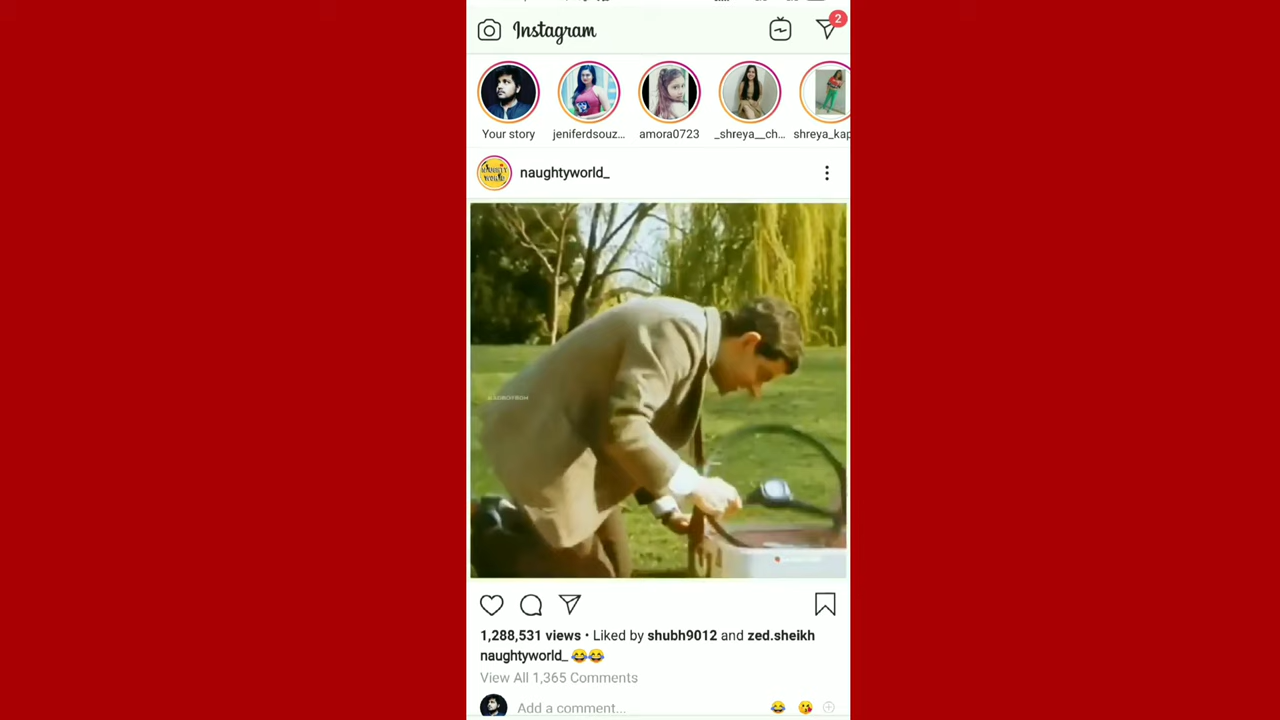 Instagram
2
Your story
jeniferdsouz...
amora0723
_shreya__ch...
shreya_kap
naughtyworld_
1,288,531 views • Liked by shubh9012 and zed.sheikh
naughtyworld_ 😂😂
View All 1,365 Comments
Add a comment...